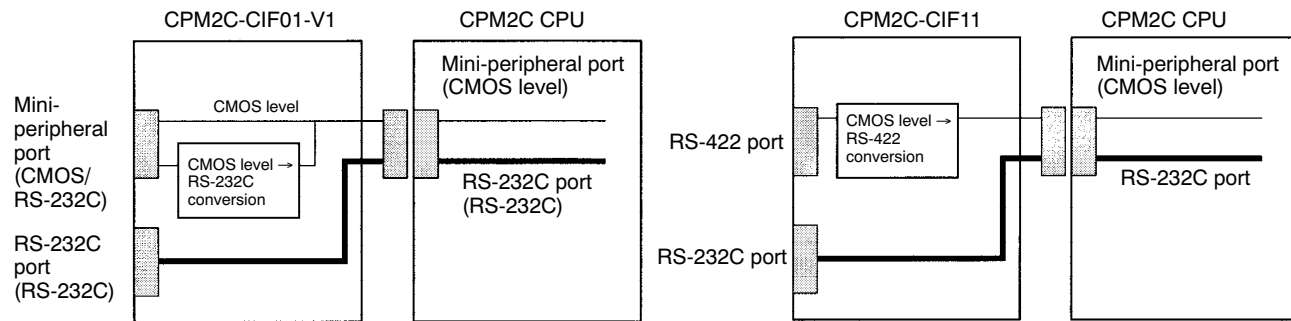 CPM2C-CIF01-V1
CPM2C CPU
Mini-peripheral port
(CMOS level)
CMOS level
Mini-
peripheral
port
(CMOS/
RS-232C)
CMOS level →
RS-232C
conversion
RS-232C port
(RS-232C)
RS-232C
port
(RS-232C)
CPM2C-CIF11
CPM2C CPU
Mini-peripheral port
(CMOS level)
RS-422 port
CMOS level →
RS-422
conversion
RS-232C port
RS-232C port